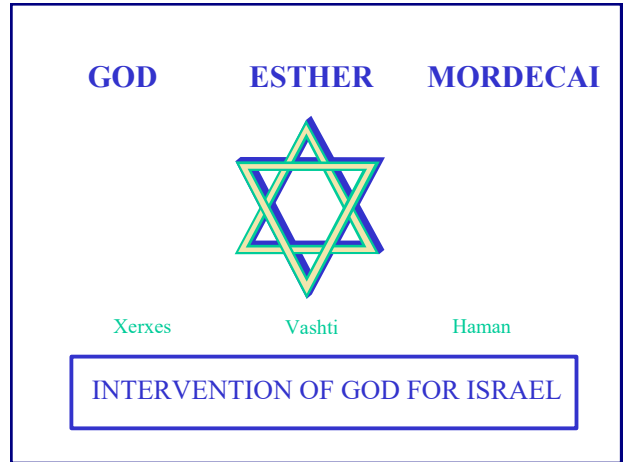 GOD ESTHER MORDECAI
Xerxes Vashti Haman
INTERVENTION OF GOD FOR ISRAEL